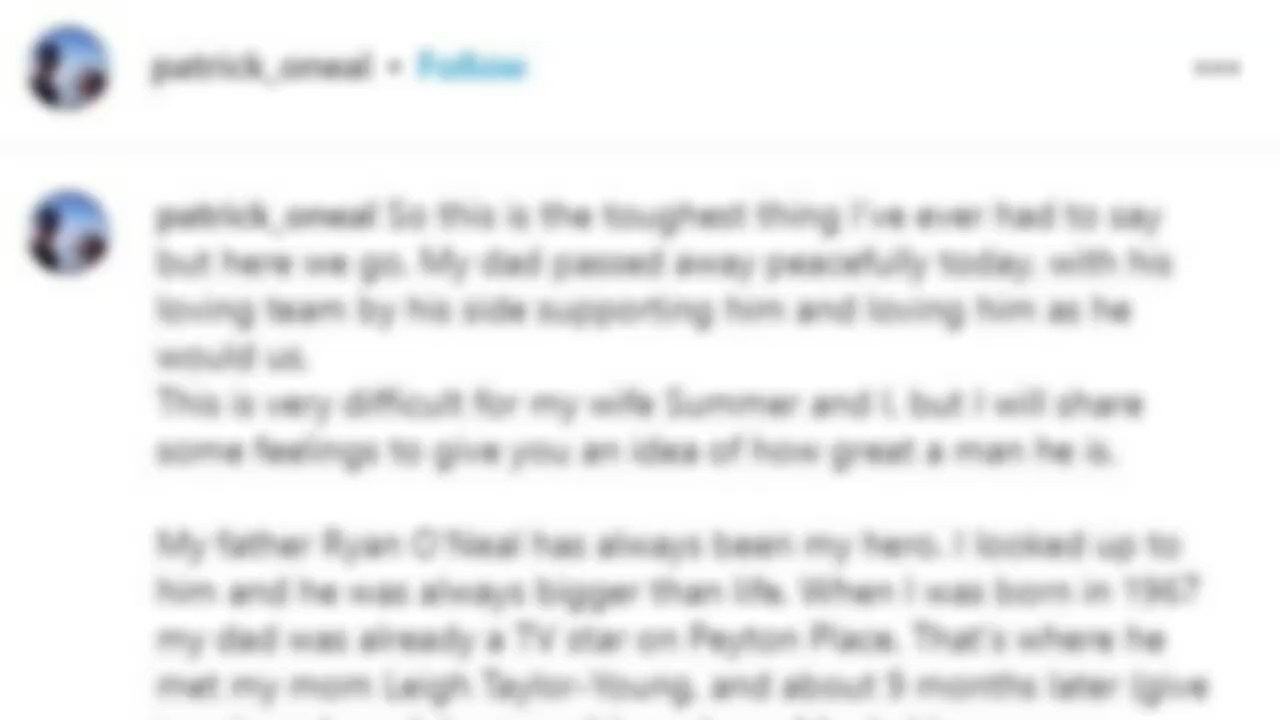 patrick_oneal • Follow
patrick_oneal So this is the toughest thing I've ever had to say
but here we go. My dad passed away peacefully today, with his
loving team by his side supporting him and loving him as he
would us.
This is very difficult for my wife Summer and I, but I will share
some feelings to give you an idea of how great a man he is.
My father Ryan O'Neal has always been my hero. I looked up to
him and he was always bigger than life. When I was born in 1967
my dad was already a TV star on Peyton Place. That's where he
met my mom Leigh Taylor-Young, and about 9 months later (give